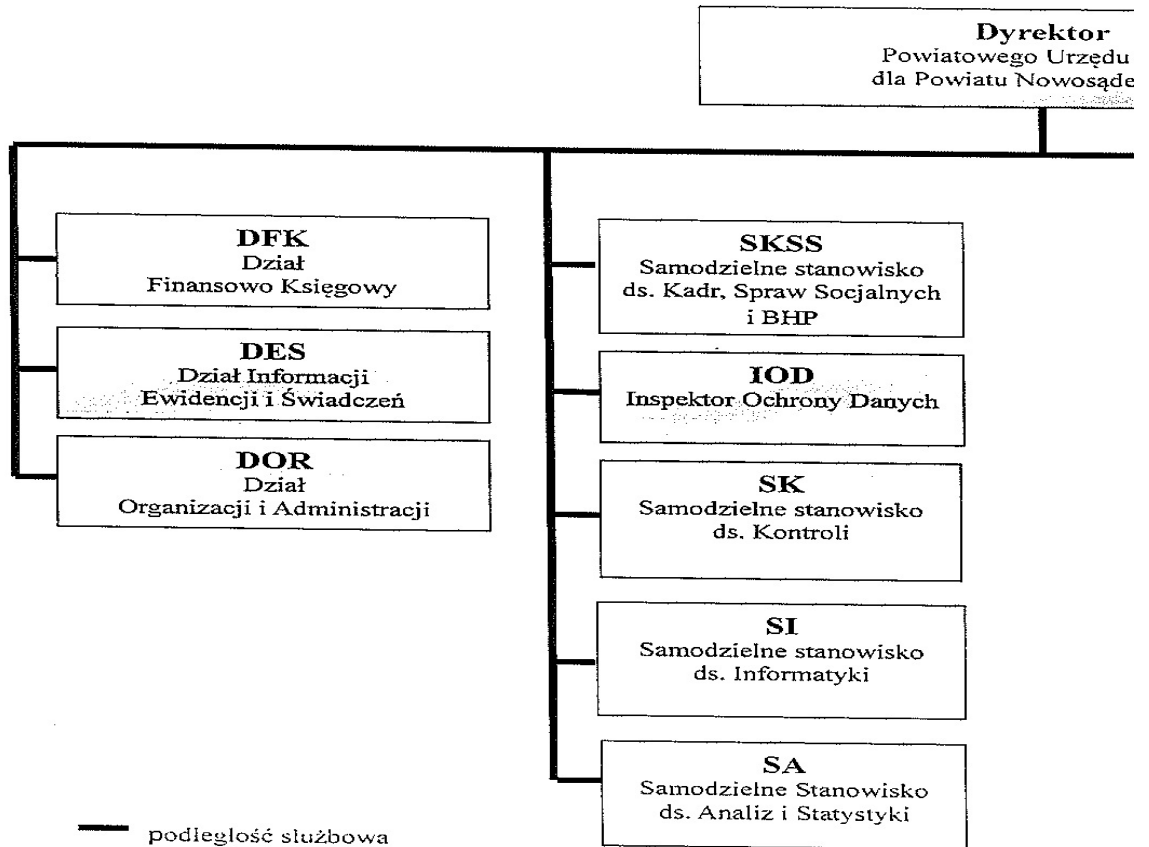 Dyrektor
Powiatowego Urzędu
dla Powiatu Nowosąde
DFK
Dział
Finansowo Księgowy
DES
Dział Informacji
Ewidencji i Świadczeń
DOR
Dział
Organizacji i Administracji
SKSS
Samodzielne stanowisko
ds. Kadr, Spraw Socjalnych
i BHP
IOD
Inspektor Ochrony Danych
SK
Samodzielne stanowisko
ds. Kontroli
SI
Samodzielne stanowisko
ds. Informatyki
SA
Samodzielne Stanowisko
ds. Analiz i Statystyki
podległość służbowa